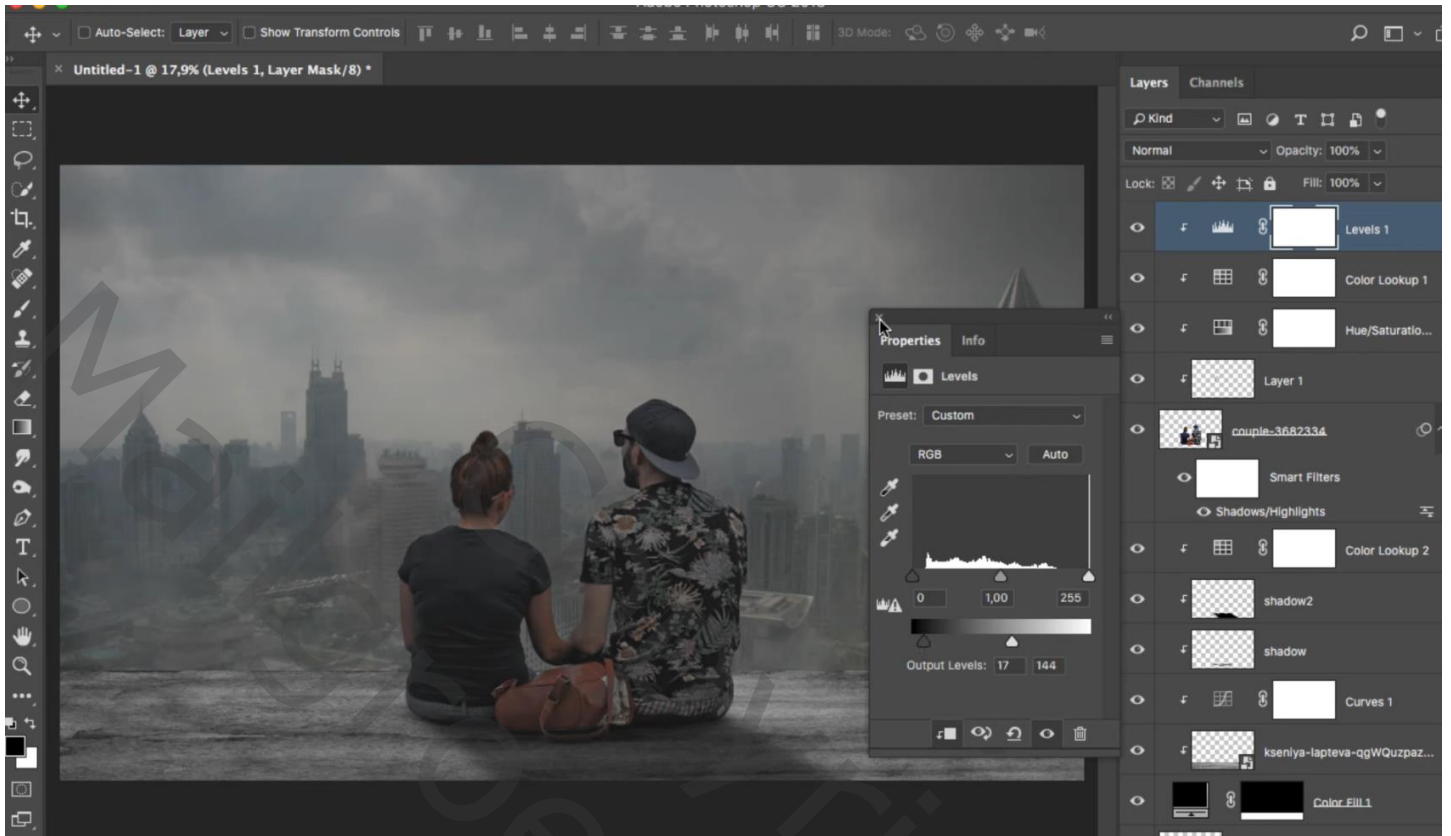 Auto-Select: Layer Show Transform Controls 3D Mode:
Untitled-1 @ 17,9% (Levels 1, Layer Mask/8) *
Layers Channels
Kind
Normal Opacity: 100%
Lock: Fill: 100%
Levels 1
Color Lookup 1
Hue/Saturatio...
Layer 1
couple-3682334
Smart Filters
Shadows/Highlights
Color Lookup 2
shadow2
shadow
Curves 1
kseniya-lapteva-qgWQuzpaz...
Color Fill 1
Properties Info
Levels
Preset: Custom
RGB Auto
0 1,00 255
Output Levels: 17 144